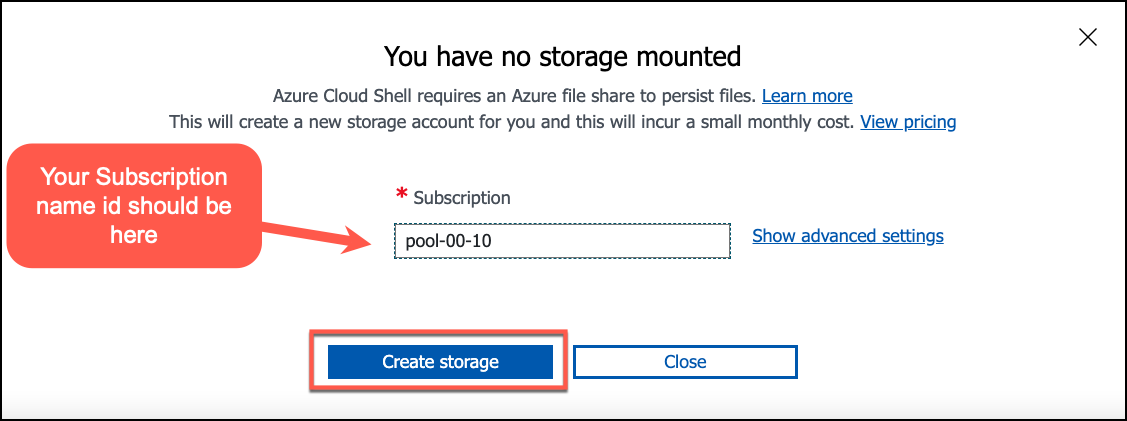 You have no storage mounted
Azure Cloud Shell requires an Azure file share to persist files. Learn more
This will create a new storage account for you and this will incur a small monthly cost. View pricing
Your Subscription
name id should be
here
* Subscription
pool-00-10
Show advanced settings
Create storage
Close